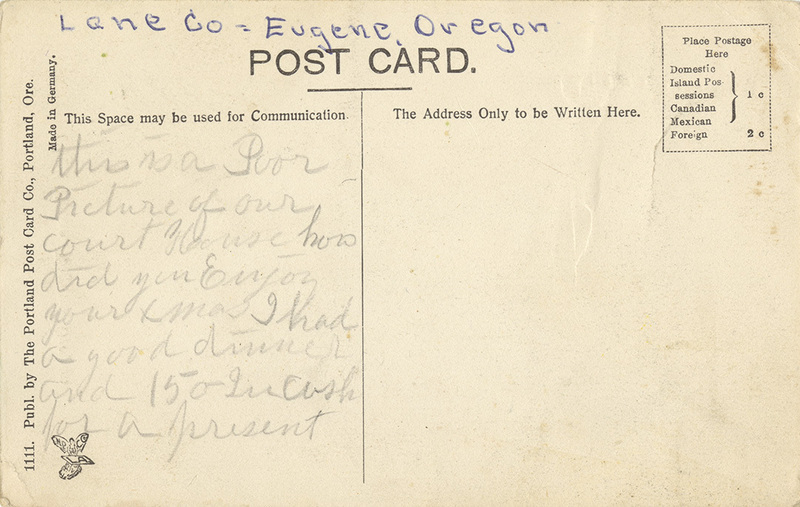 Lane Co = Eugene, Oregon
POST CARD.
Place Postage
Here
Domestic
Island Pos-
sessions
Canadian
Mexican
1 c
Foreign 2 c
This Space may be used for Communication.
The Address Only to be Written Here.
this is a Poor
Picture of our
court House how
did you Enjoy
your xmas I had
a good dinner
and 150 In cash
for a present
1111. Publ. by The Portland Post Card Co., Portland, Ore.
Made in Germany.